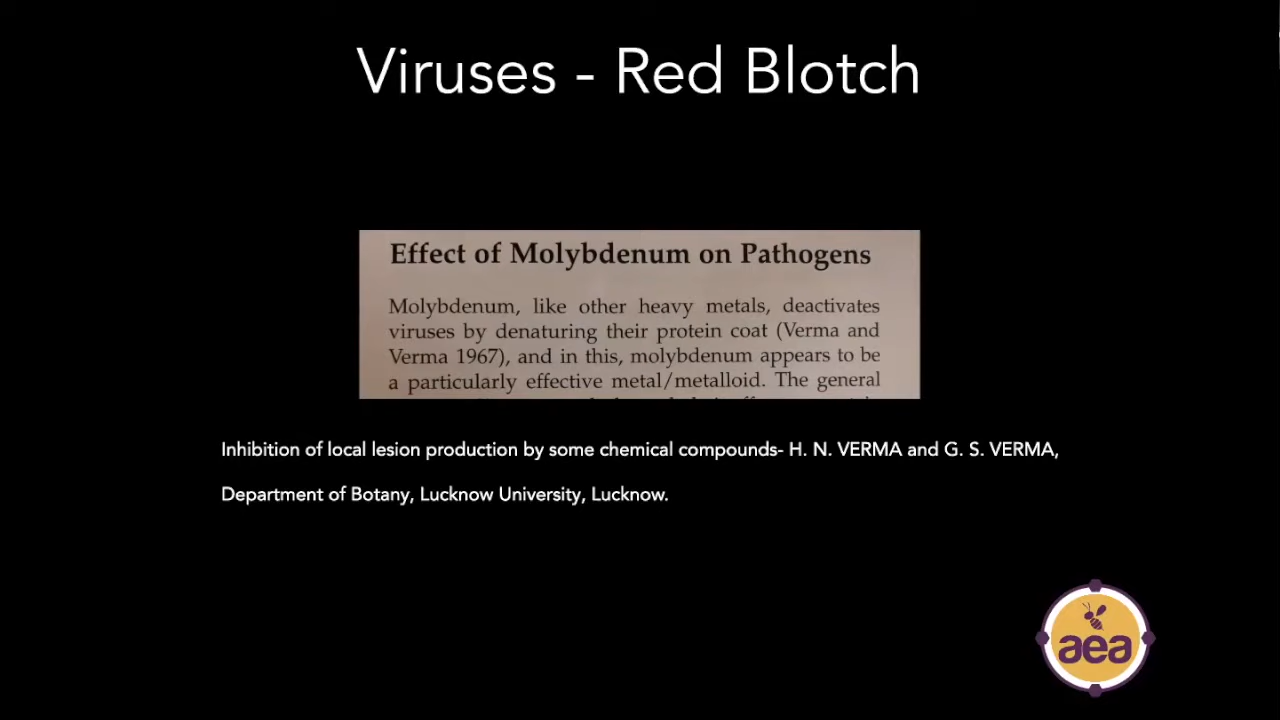 Viruses - Red Blotch
Effect of Molybdenum on Pathogens
Molybdenum, like other heavy metals, deactivates
viruses by denaturing their protein coat (Verma and
Verma 1967), and in this, molybdenum appears to be
a particularly effective metal/metalloid. The general
Inhibition of local lesion production by some chemical compounds- H. N. VERMA and G. S. VERMA,
Department of Botany, Lucknow University, Lucknow.
aea